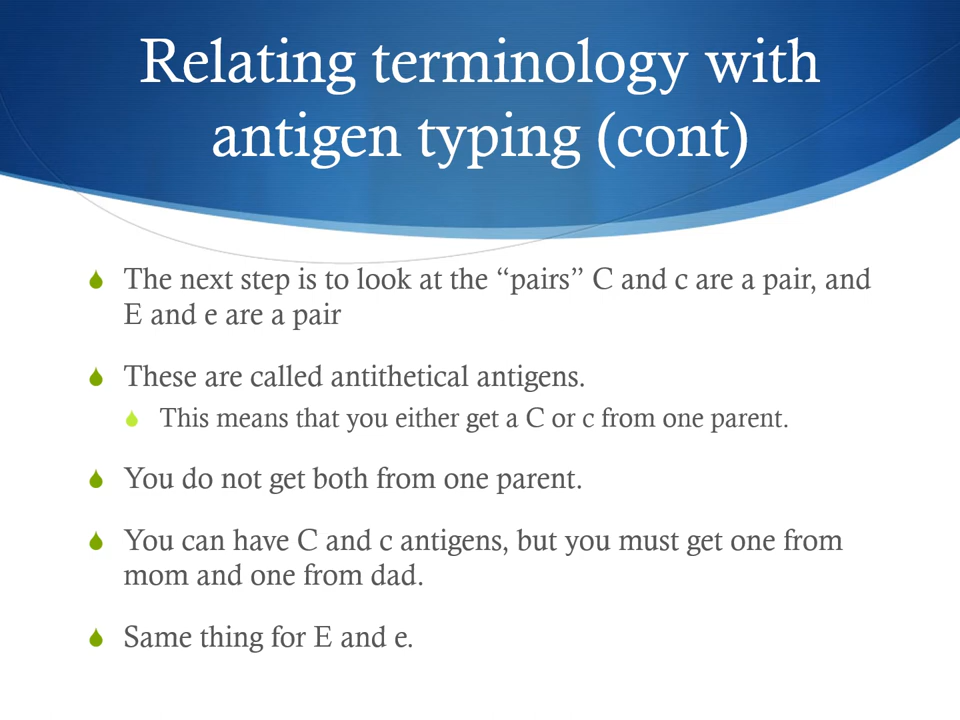 Relating terminology with
antigen typing (cont)
The next step is to look at the “pairs” C and c are a pair, and
E and e are a pair
These are called antithetical antigens.
This means that you either get a C or c from one parent.
You do not get both from one parent.
You can have C and c antigens, but you must get one from
mom and one from dad.
Same thing for E and e.